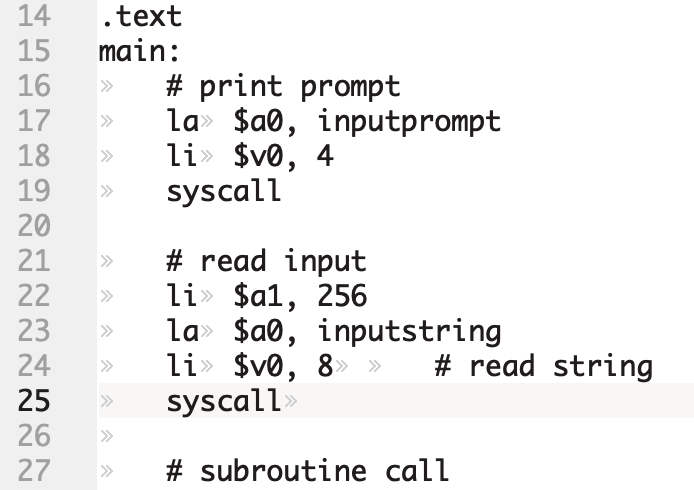 14 .text
15 main:
16 » # print prompt
17 » la» $a0, inputprompt
18 » li» $v0, 4
19 » syscall
20
21 » # read input
22 » li» $a1, 256
23 » la» $a0, inputstring
24 » li» $v0, 8» » # read string
25 » syscall»
26 »
27 » # subroutine call